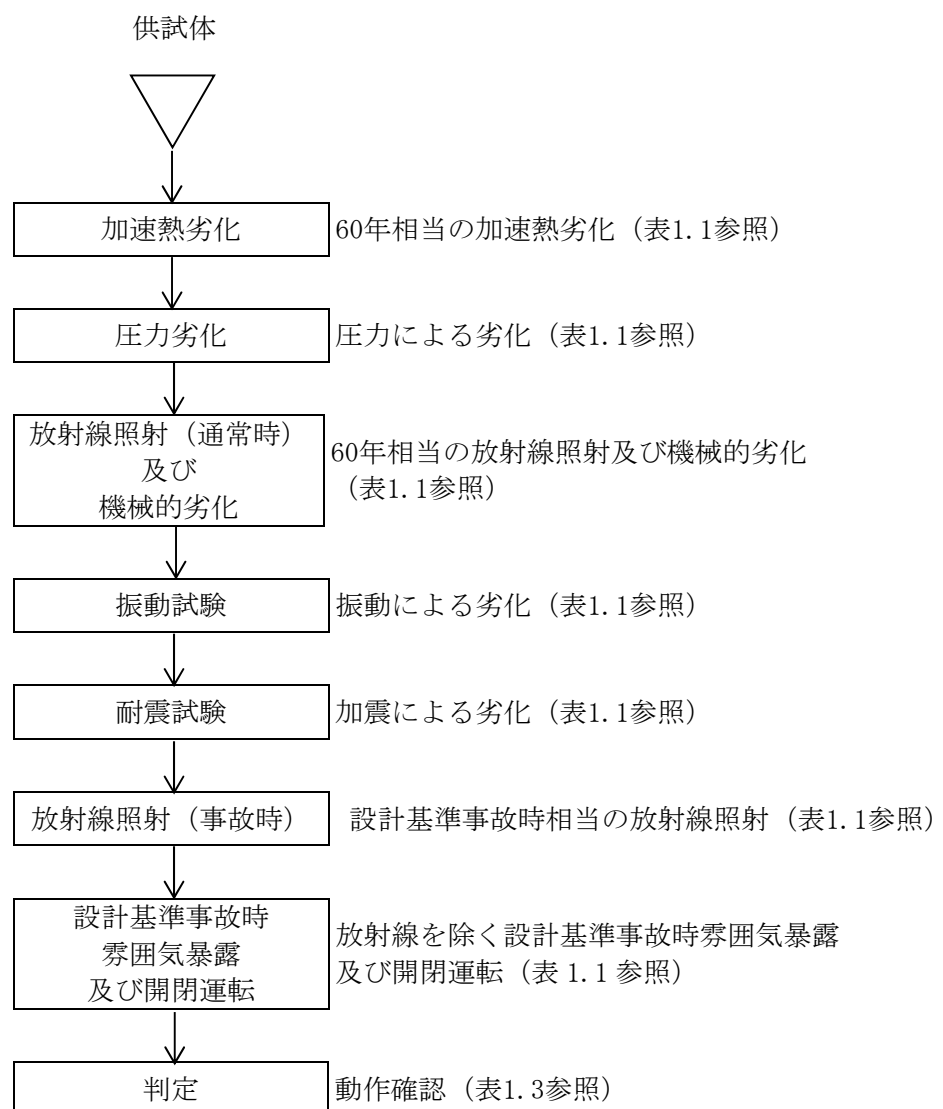 供試体
加速熱劣化
60年相当の加速熱劣化（表1.1参照）
圧力劣化
圧力による劣化（表1.1参照）
放射線照射（通常時）
及び
機械的劣化
60年相当の放射線照射及び機械的劣化
（表1.1参照）
振動試験
振動による劣化（表1.1参照）
耐震試験
加震による劣化（表1.1参照）
放射線照射（事故時）
設計基準事故時相当の放射線照射（表1.1参照）
設計基準事故時
雰囲気暴露
及び開閉運転
放射線を除く設計基準事故時雰囲気暴露
及び開閉運転（表 1.1 参照）
判定
動作確認（表1.3参照）